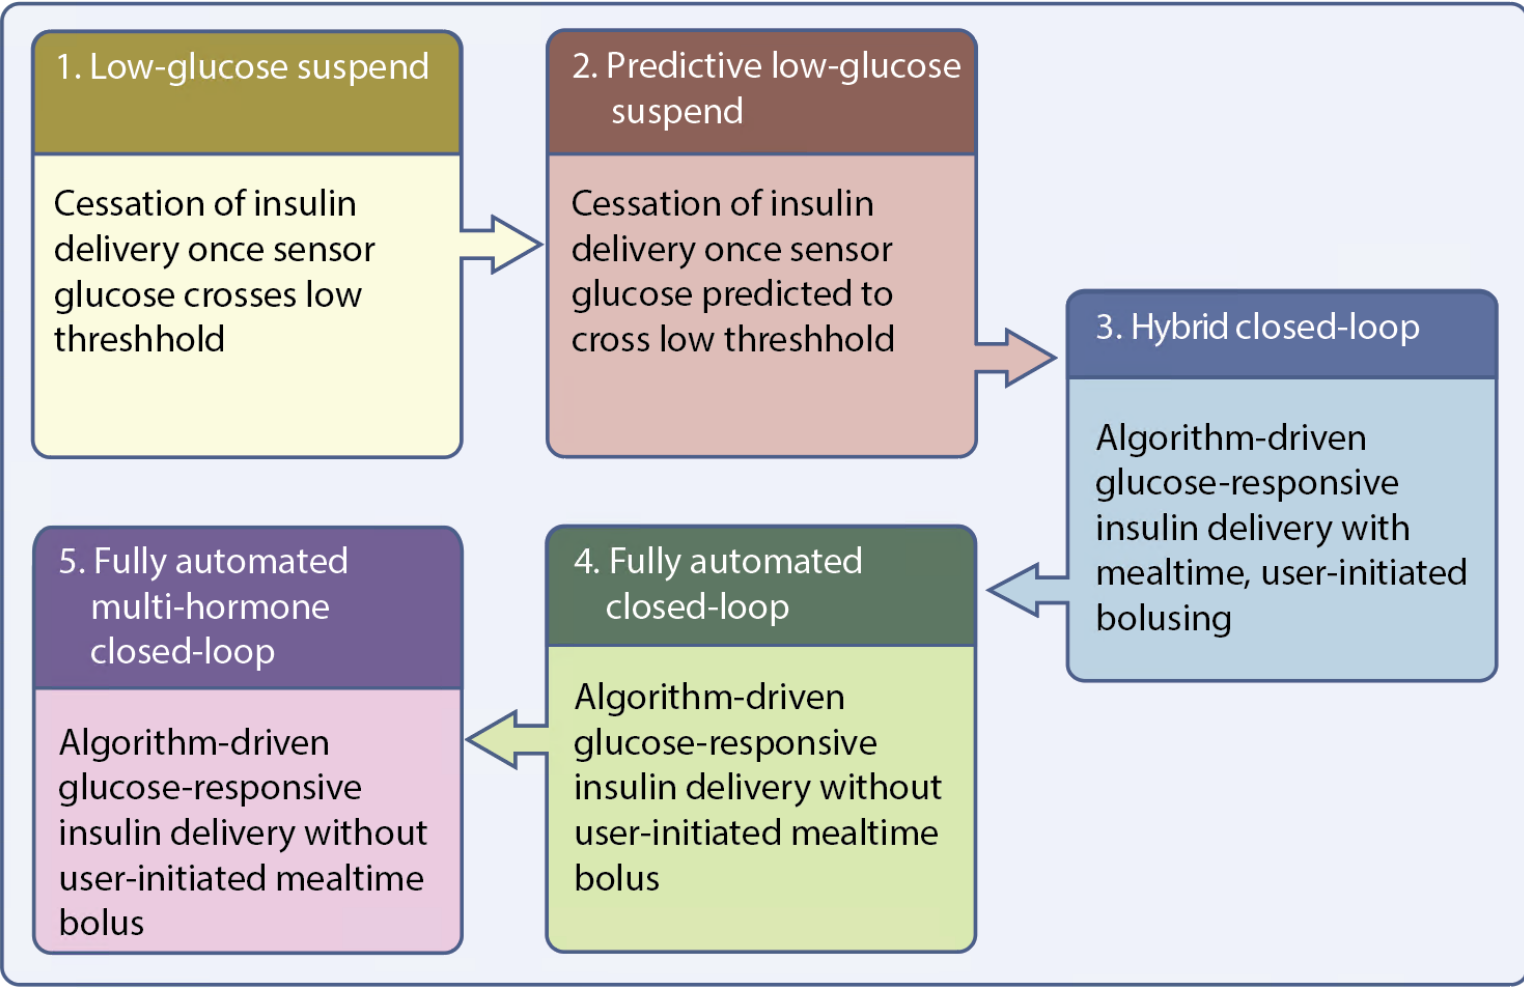 1. Low-glucose suspend
Cessation of insulin
delivery once sensor
glucose crosses low
threshhold
2. Predictive low-glucose
suspend
Cessation of insulin
delivery once sensor
glucose predicted to
cross low threshhold
3. Hybrid closed-loop
Algorithm-driven
glucose-responsive
insulin delivery with
mealtime, user-initiated
bolusing
4. Fully automated
closed-loop
Algorithm-driven
glucose-responsive
insulin delivery without
user-initiated mealtime
bolus
5. Fully automated
multi-hormone
closed-loop
Algorithm-driven
glucose-responsive
insulin delivery without
user-initiated mealtime
bolus